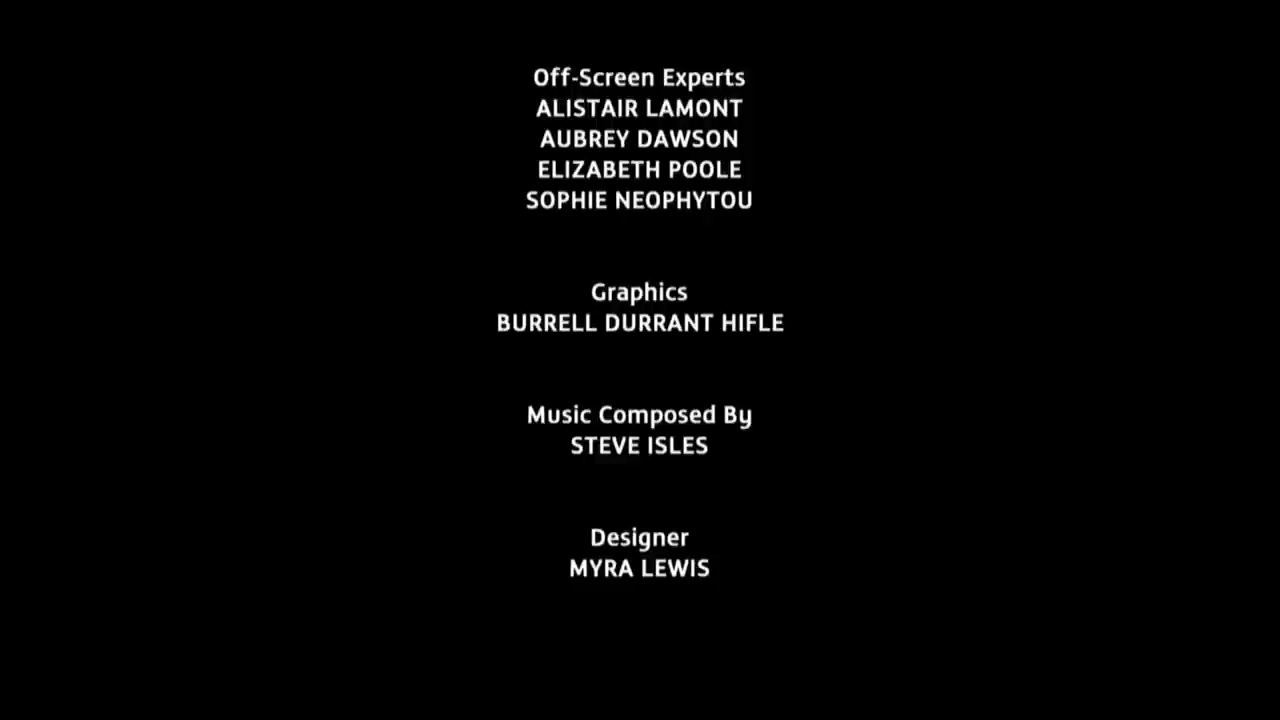 Off-Screen Experts
ALISTAIR LAMONT
AUBREY DAWSON
ELIZABETH POOLE
SOPHIE NEOPHYTOU
Graphics
BURRELL DURRANT HIFLE
Music Composed By
STEVE ISLES
Designer
MYRA LEWIS